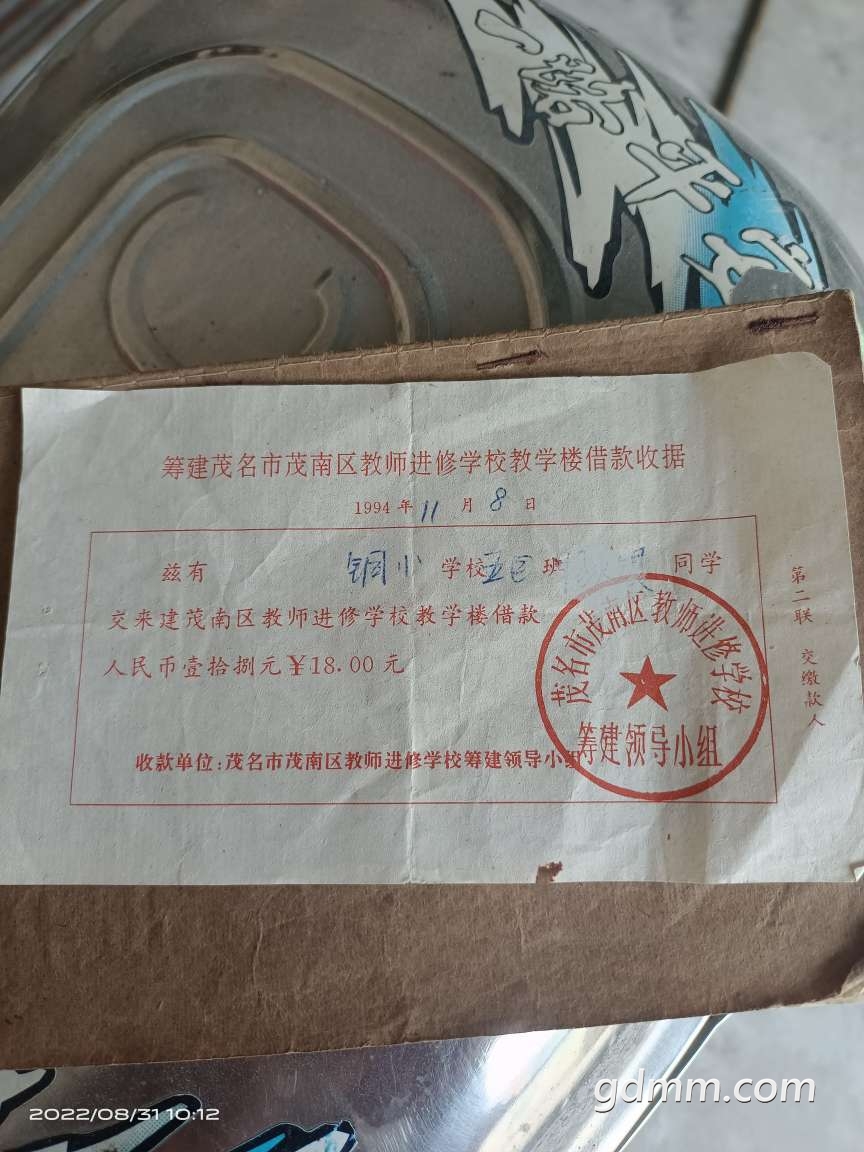 平安
筹建茂名市茂南区教师进修学校教学楼借款收据
1994年11月8日
兹有 铜小 学校五 班 同学
交来建茂南区教师进修学校教学楼借款
人民币壹拾捌元￥18.00元
收款单位:茂名市茂南区教师进修学校筹建领导小组
茂名市茂南区教师进修学校
筹建领导小组
第二联 交缴款人
gdmm.com
2022/08/31 10:12